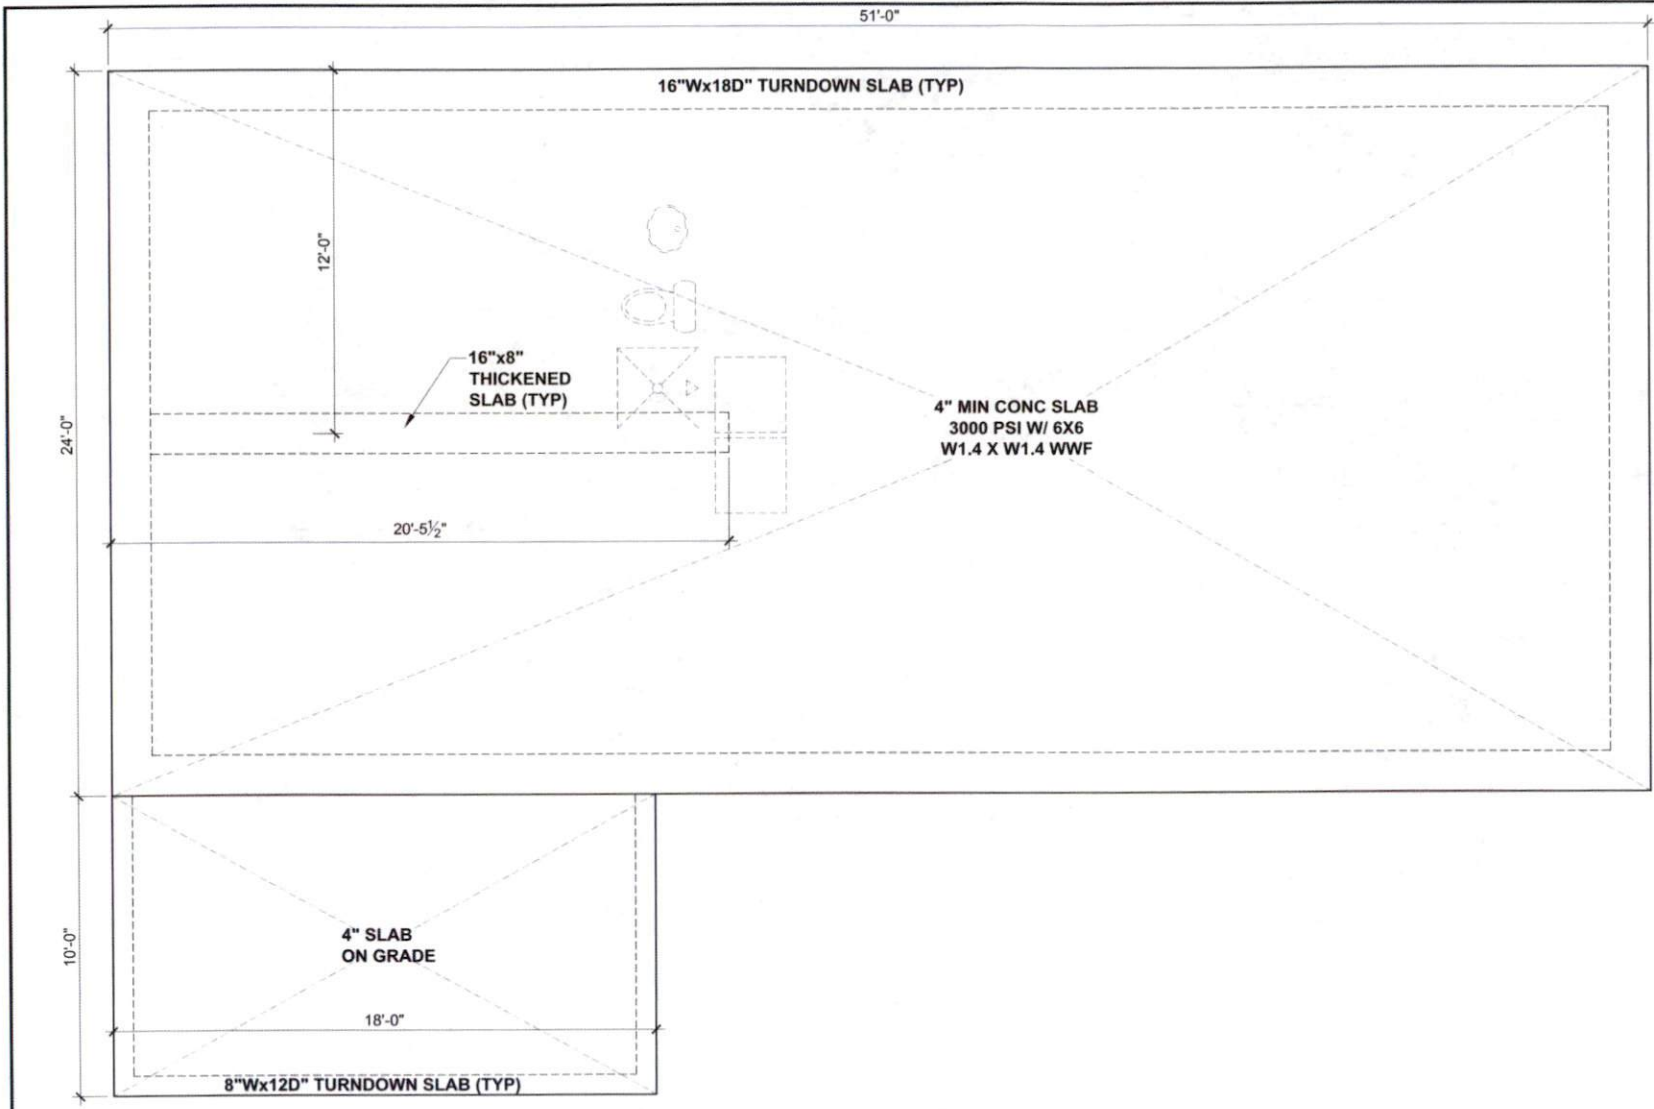 51'-0"
16"Wx18D" TURNDOWN SLAB (TYP)
12'-0"
16"x8"
THICKENED
SLAB (TYP)
24'-0"
4" MIN CONC SLAB
3000 PSI W/ 6X6
W1.4 X W1.4 WWF
20'-5½"
4" SLAB
ON GRADE
10'-0"
18'-0"
8"Wx12D" TURNDOWN SLAB (TYP)